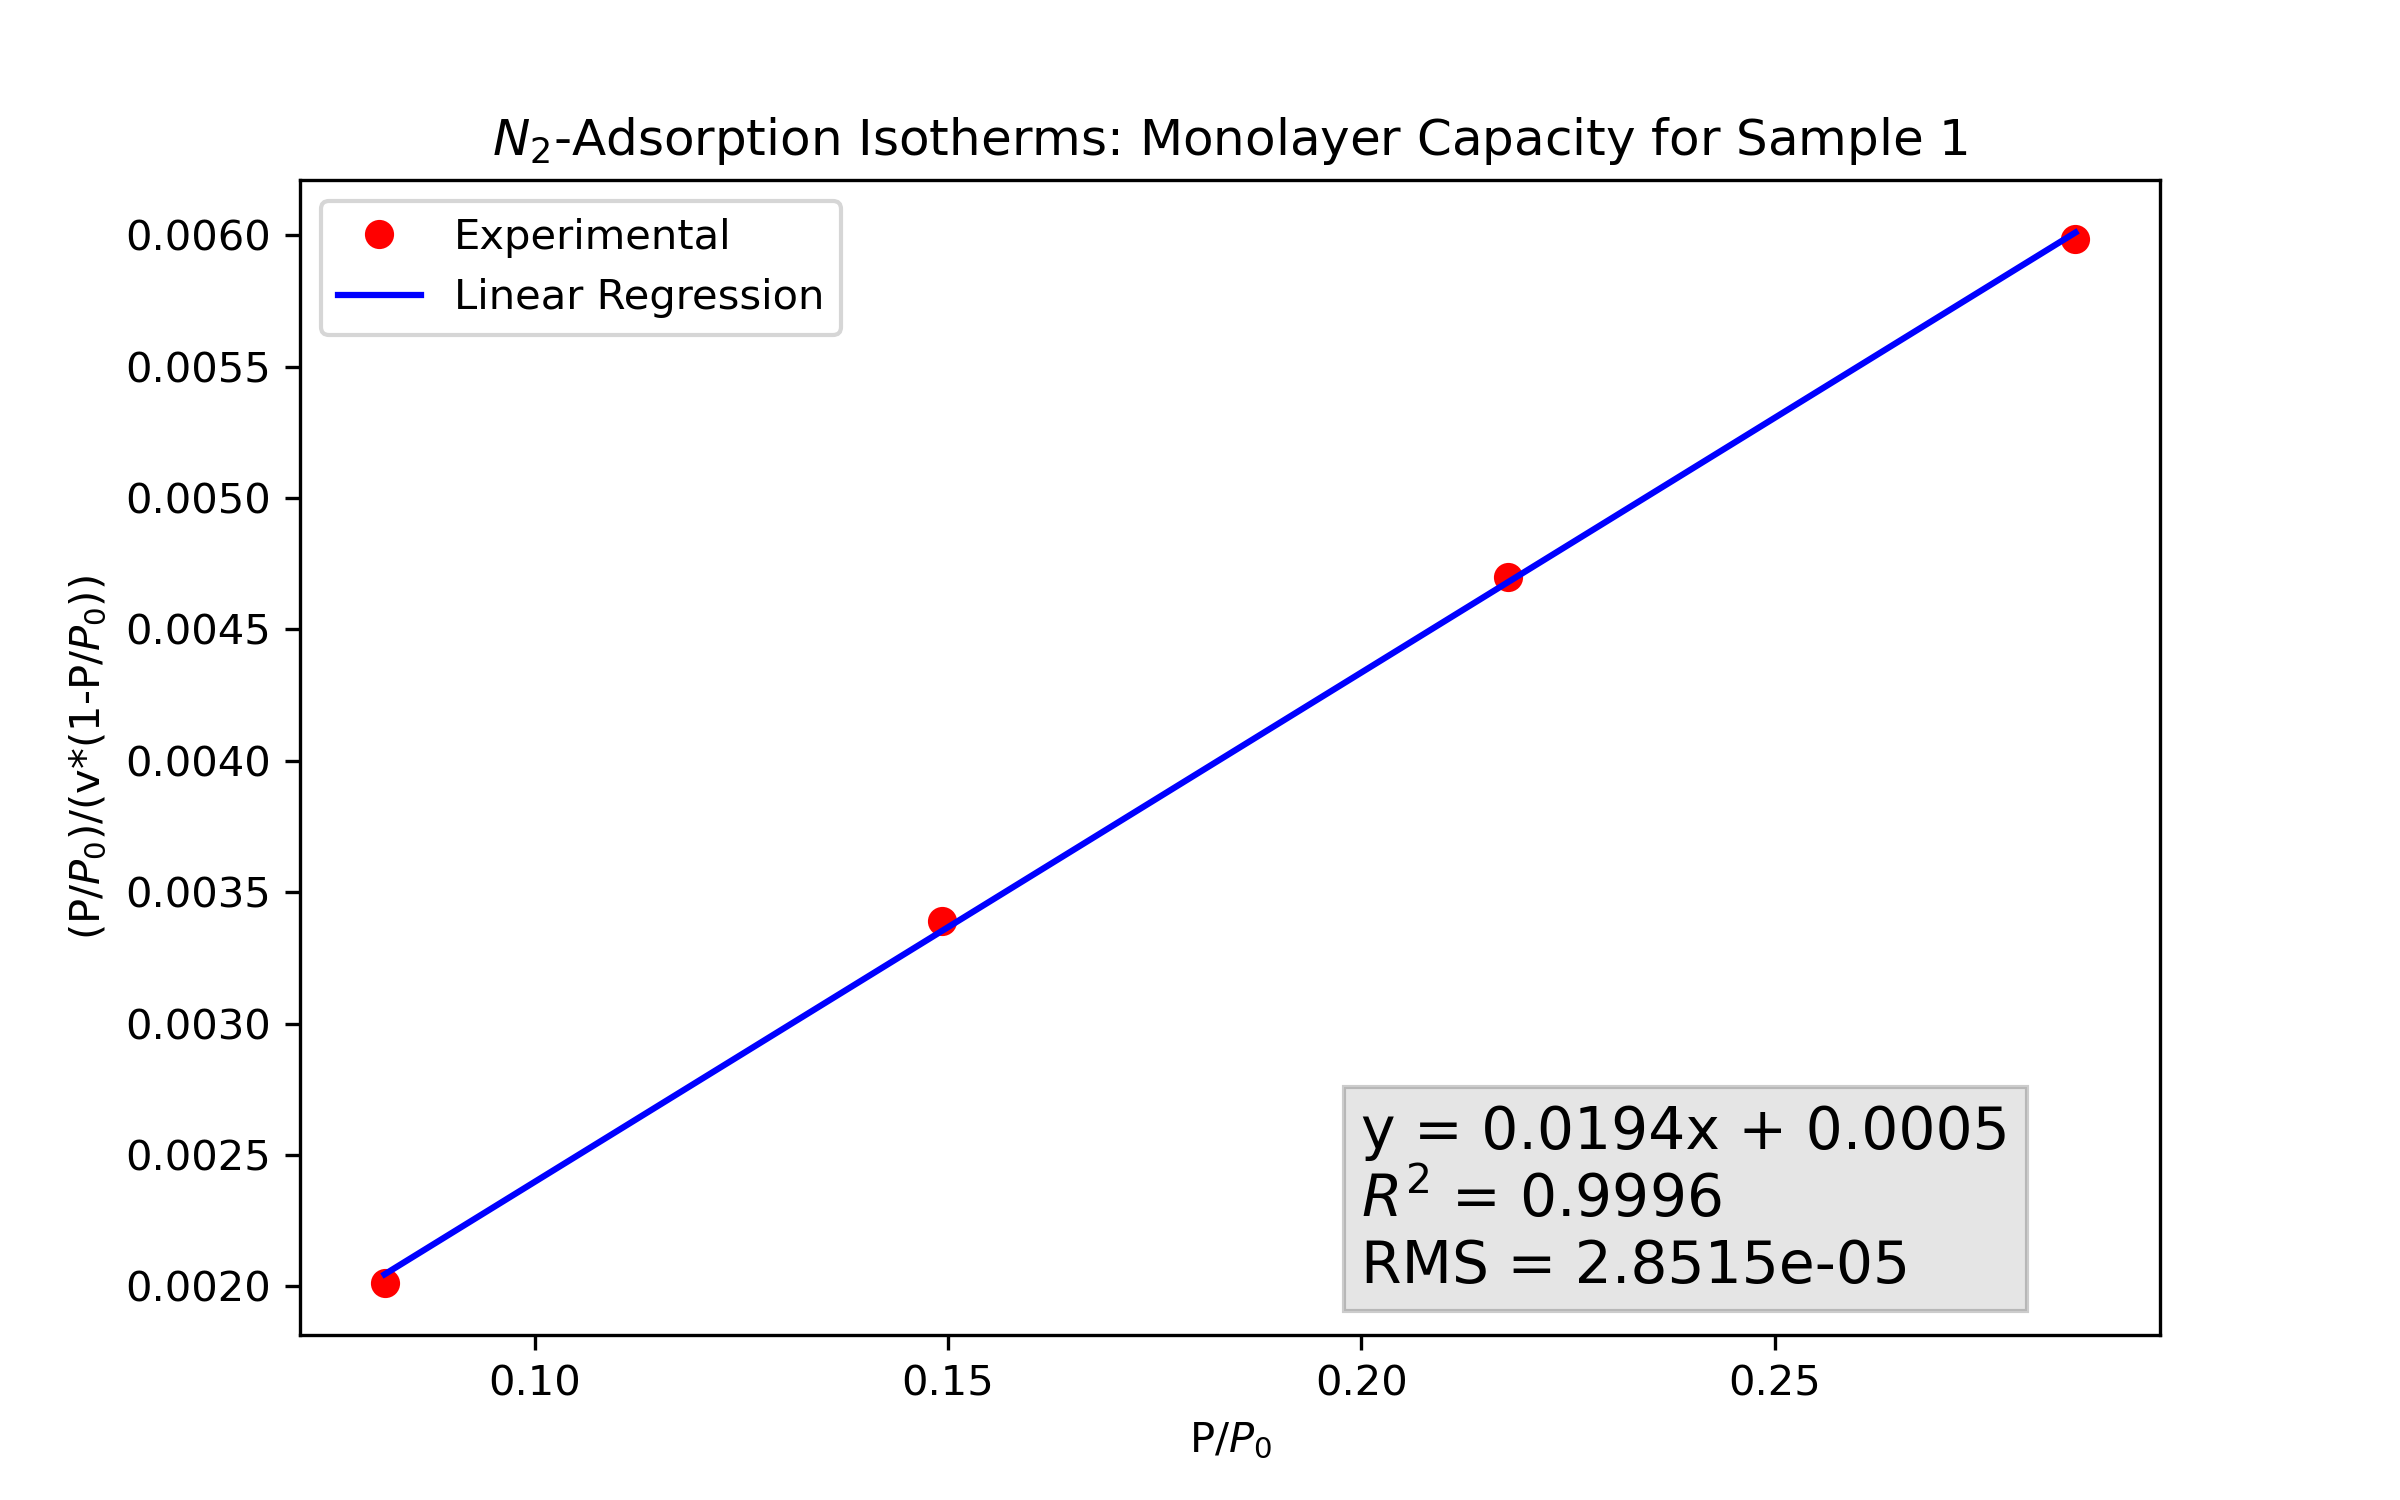 N₂-Adsorption Isotherms: Monolayer Capacity for Sample 1
Experimental
Linear Regression
0.0060
0.0055
0.0050
0.0045
0.0040
0.0035
0.0030
0.0025
0.0020
(P/P₀)/(v*(1-P/P₀))
y = 0.0194x + 0.0005
R² = 0.9996
RMS = 2.8515e-05
0.10 0.15 0.20 0.25
P/P₀